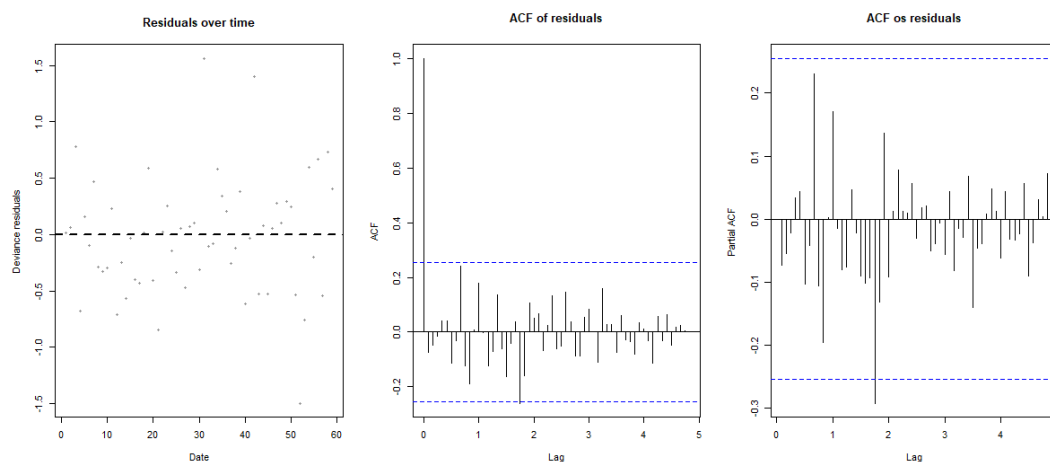 Residuals over time
Deviance residuals
1.5
1.0
0.5
0.0
-0.5
-1.0
-1.5
0 10 20 30 40 50 60
Date
ACF of residuals
ACF
1.0
0.8
0.6
0.4
0.2
0.0
-0.2
0 1 2 3 4 5
Lag
ACF os residuals
Partial ACF
0.2
0.1
0.0
-0.1
-0.2
-0.3
0 1 2 3 4
Lag